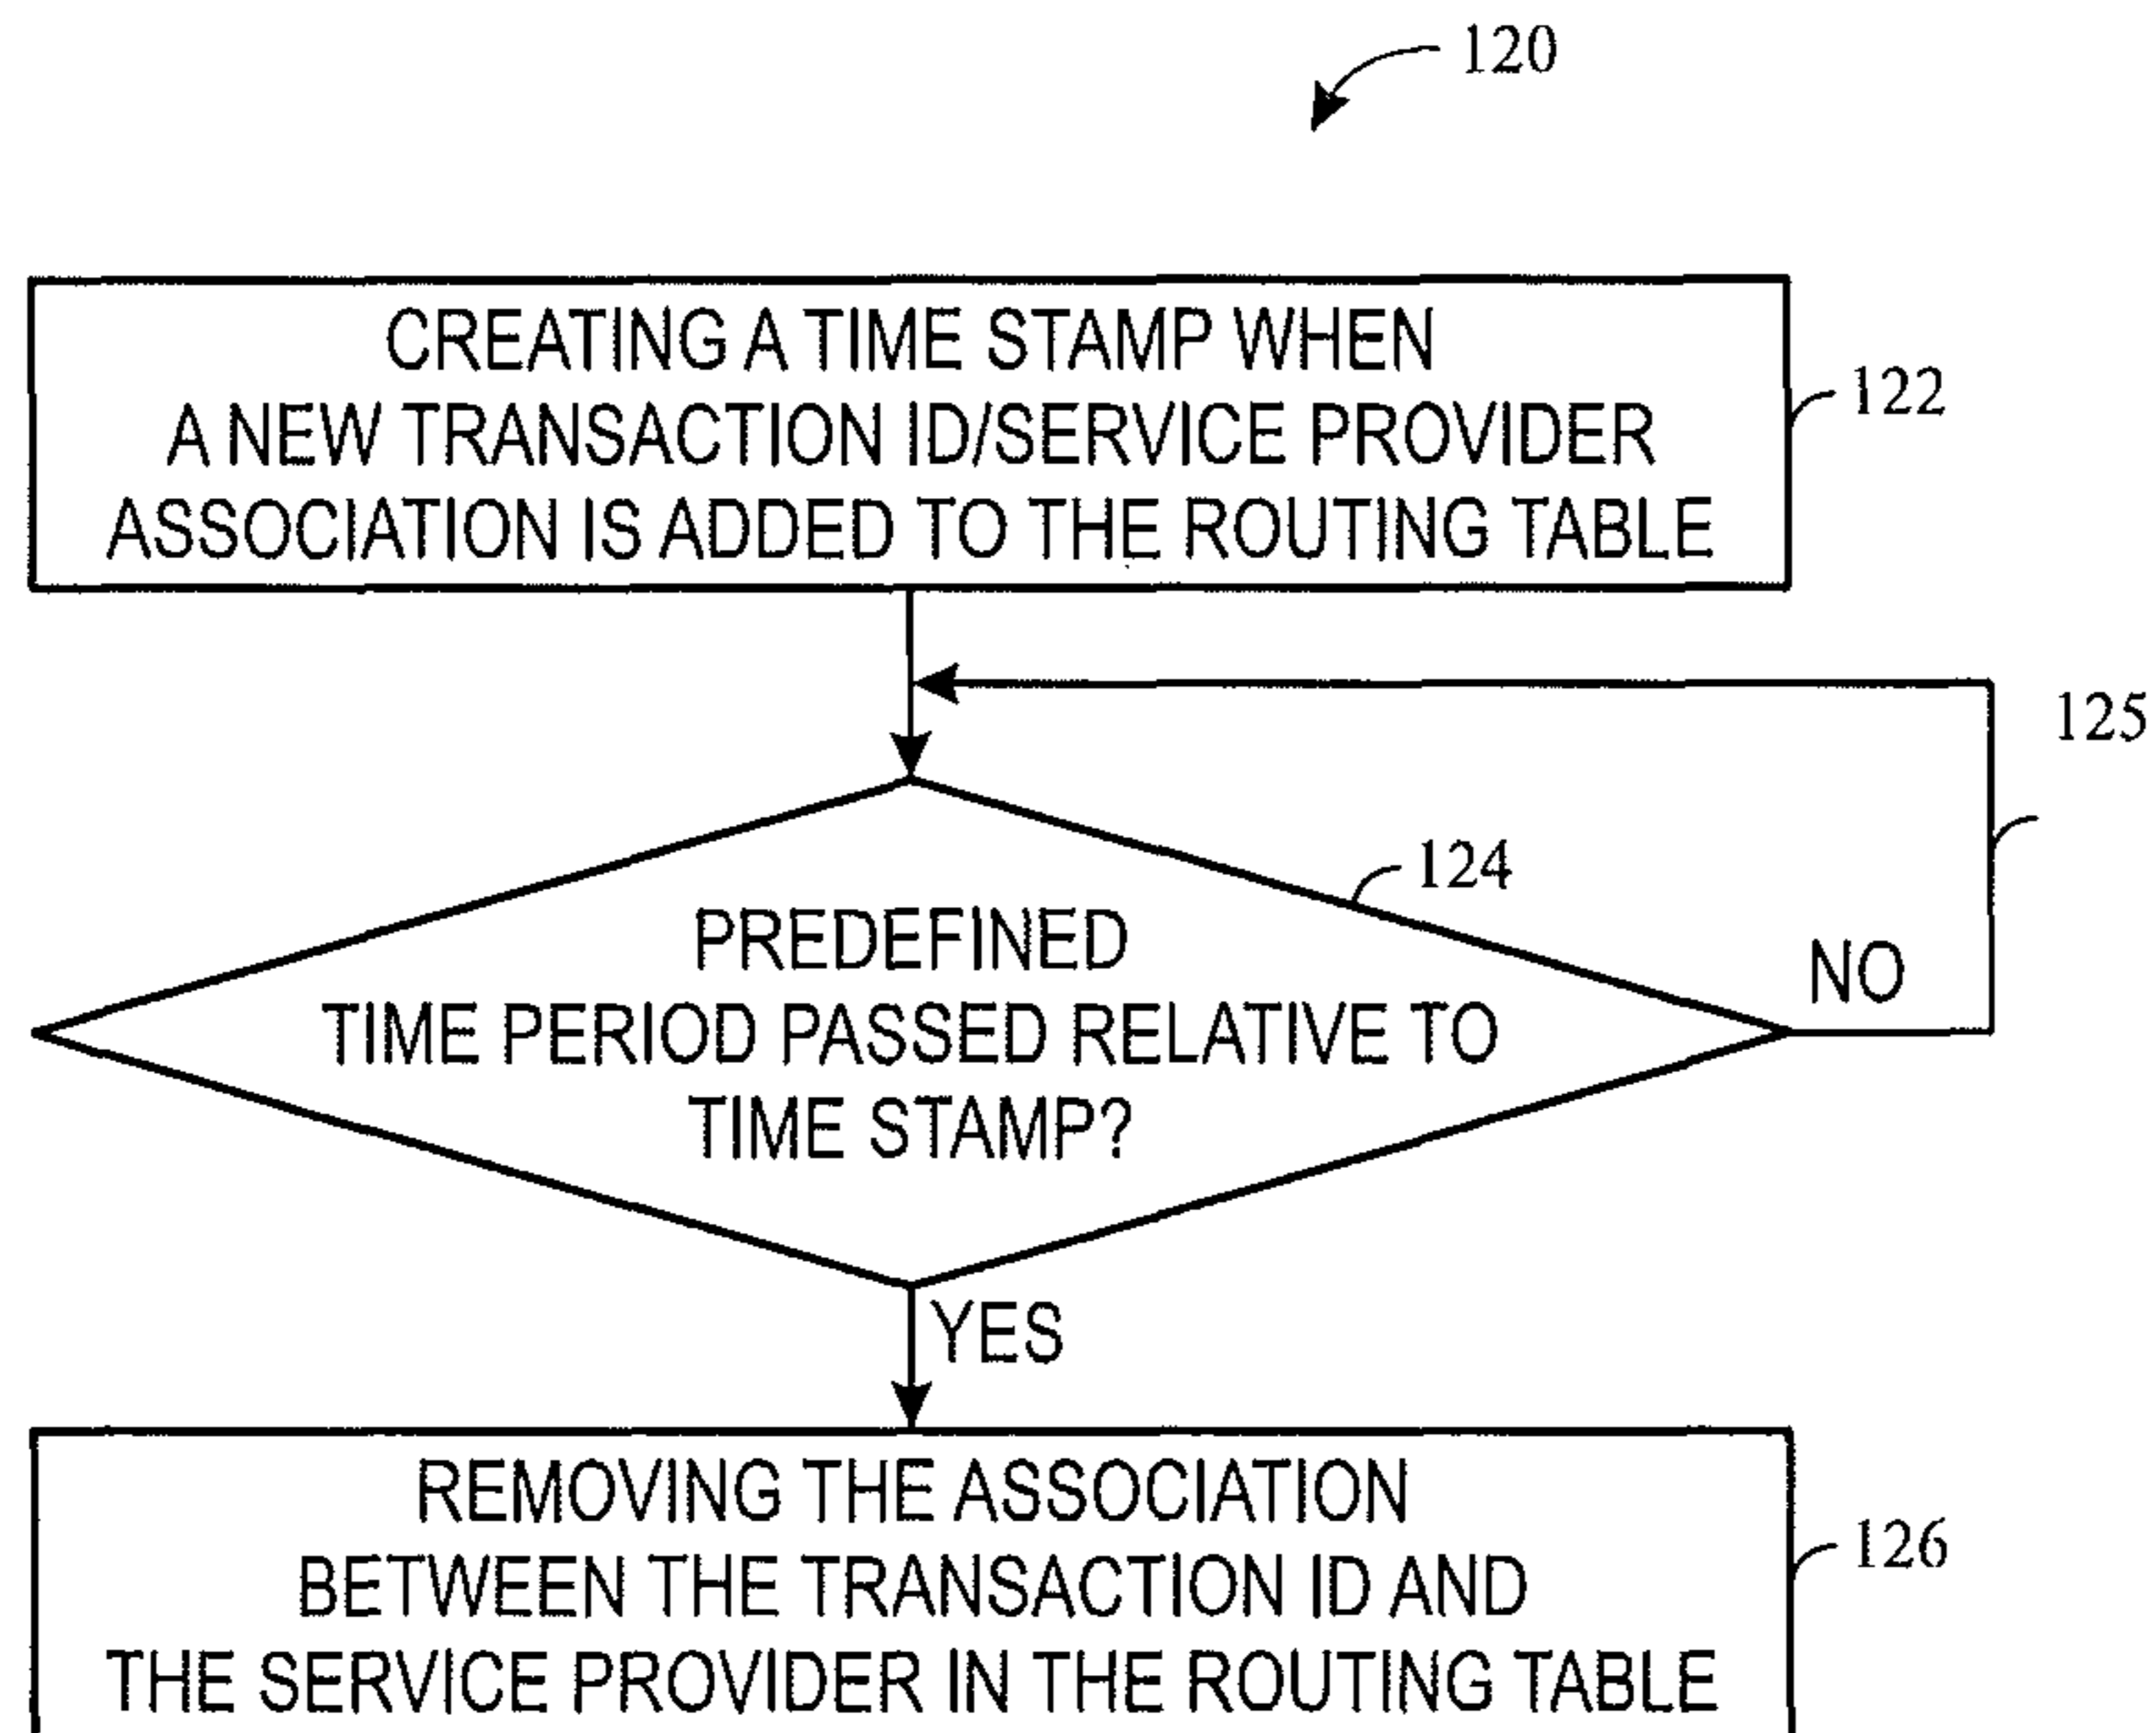 120
CREATING A TIME STAMP WHEN
A NEW TRANSACTION ID/SERVICE PROVIDER
ASSOCIATION IS ADDED TO THE ROUTING TABLE
122
125
124
PREDEFINED
TIME PERIOD PASSED RELATIVE TO
TIME STAMP?
NO
YES
REMOVING THE ASSOCIATION
BETWEEN THE TRANSACTION ID AND
THE SERVICE PROVIDER IN THE ROUTING TABLE
126